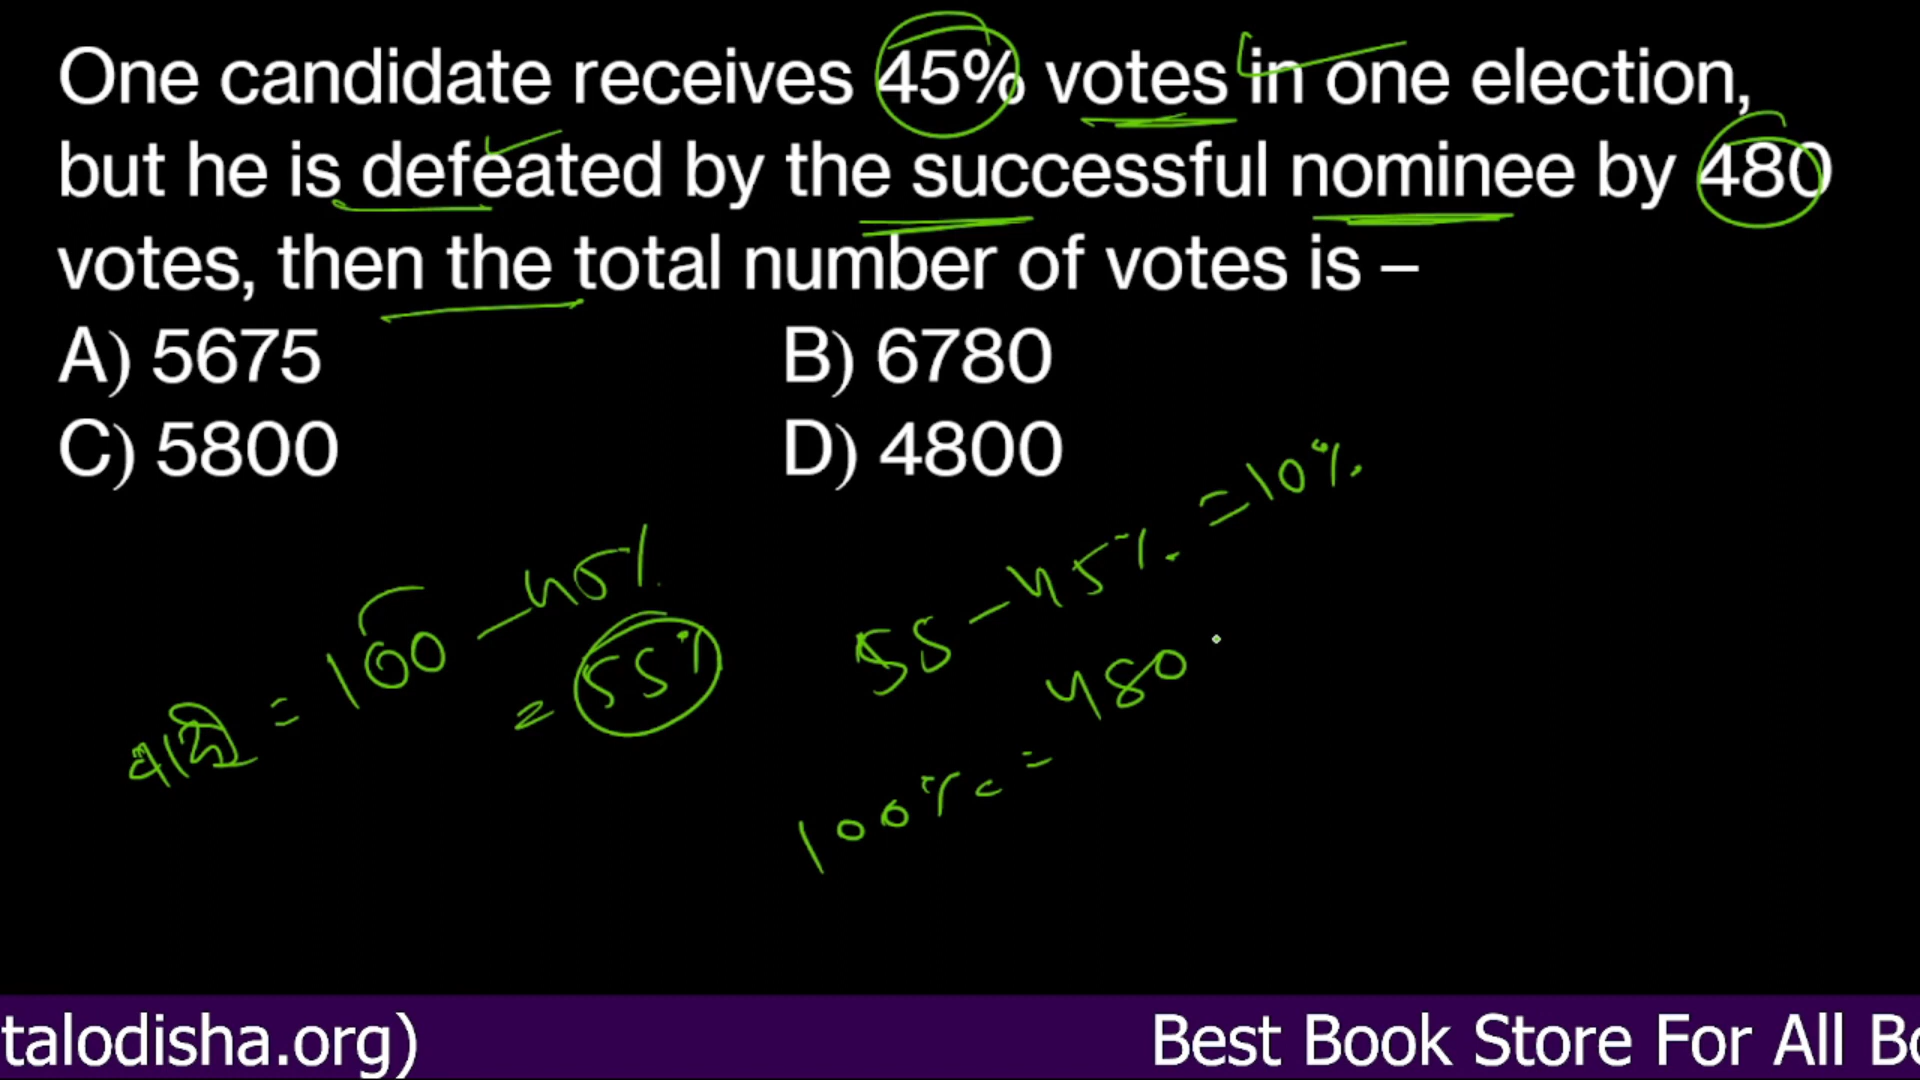 One candidate receives 45% votes in one election,
but he is defeated by the successful nominee by 480
votes, then the total number of votes is –
A) 5675 B) 6780
C) 5800 D) 4800
= 100 – 45%
= 55%
55 – 45% = 10%
= 480
100% =
talodisha.org) Best Book Store For All Bo